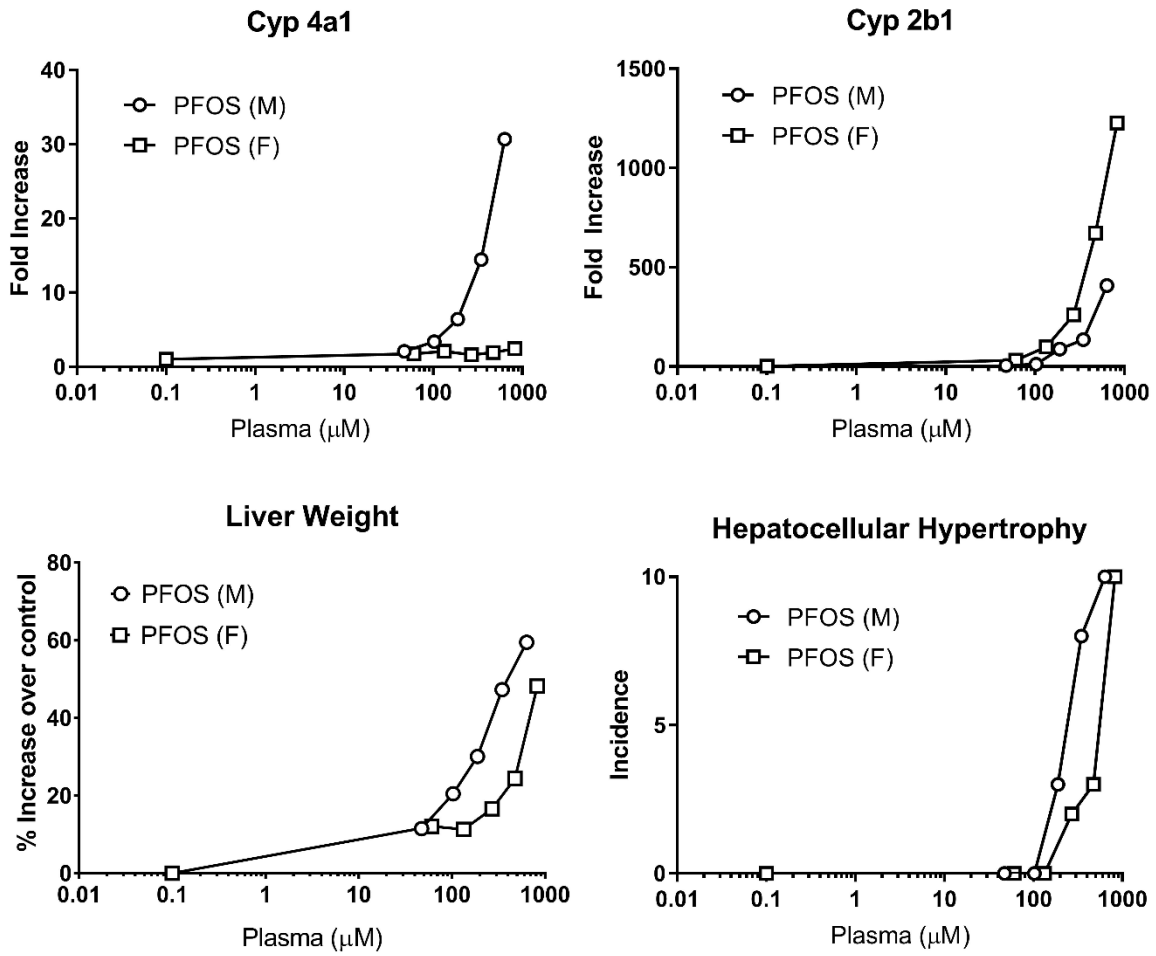 Cyp 4a1
Fold Increase
40
30
20
10
0
PFOS (M)
PFOS (F)
0.01 0.1 1 10 100 1000
Plasma (μM)
Cyp 2b1
Fold Increase
1500
1000
500
0
PFOS (M)
PFOS (F)
0.01 0.1 1 10 100 1000
Plasma (μM)
Liver Weight
% Increase over control
80
60
40
20
0
PFOS (M)
PFOS (F)
0.01 0.1 1 10 100 1000
Plasma (μM)
Hepatocellular Hypertrophy
Incidence
10
5
0
PFOS (M)
PFOS (F)
0.01 0.1 1 10 100 1000
Plasma (μM)